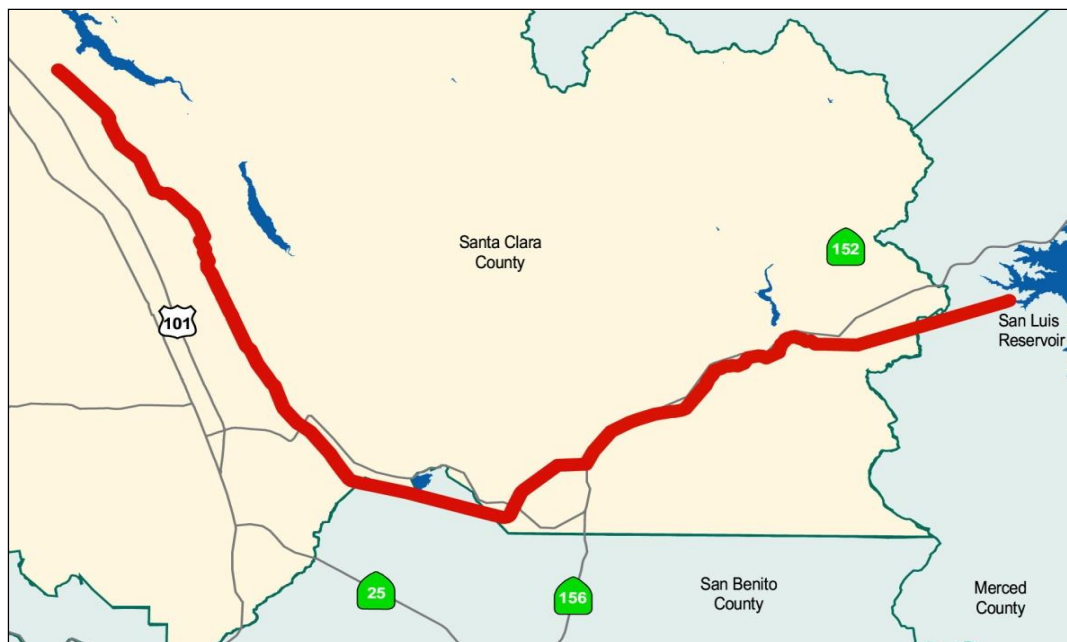 Santa Clara
County
152
101
San Luis
Reservoir
25
156
San Benito
County
Merced
County